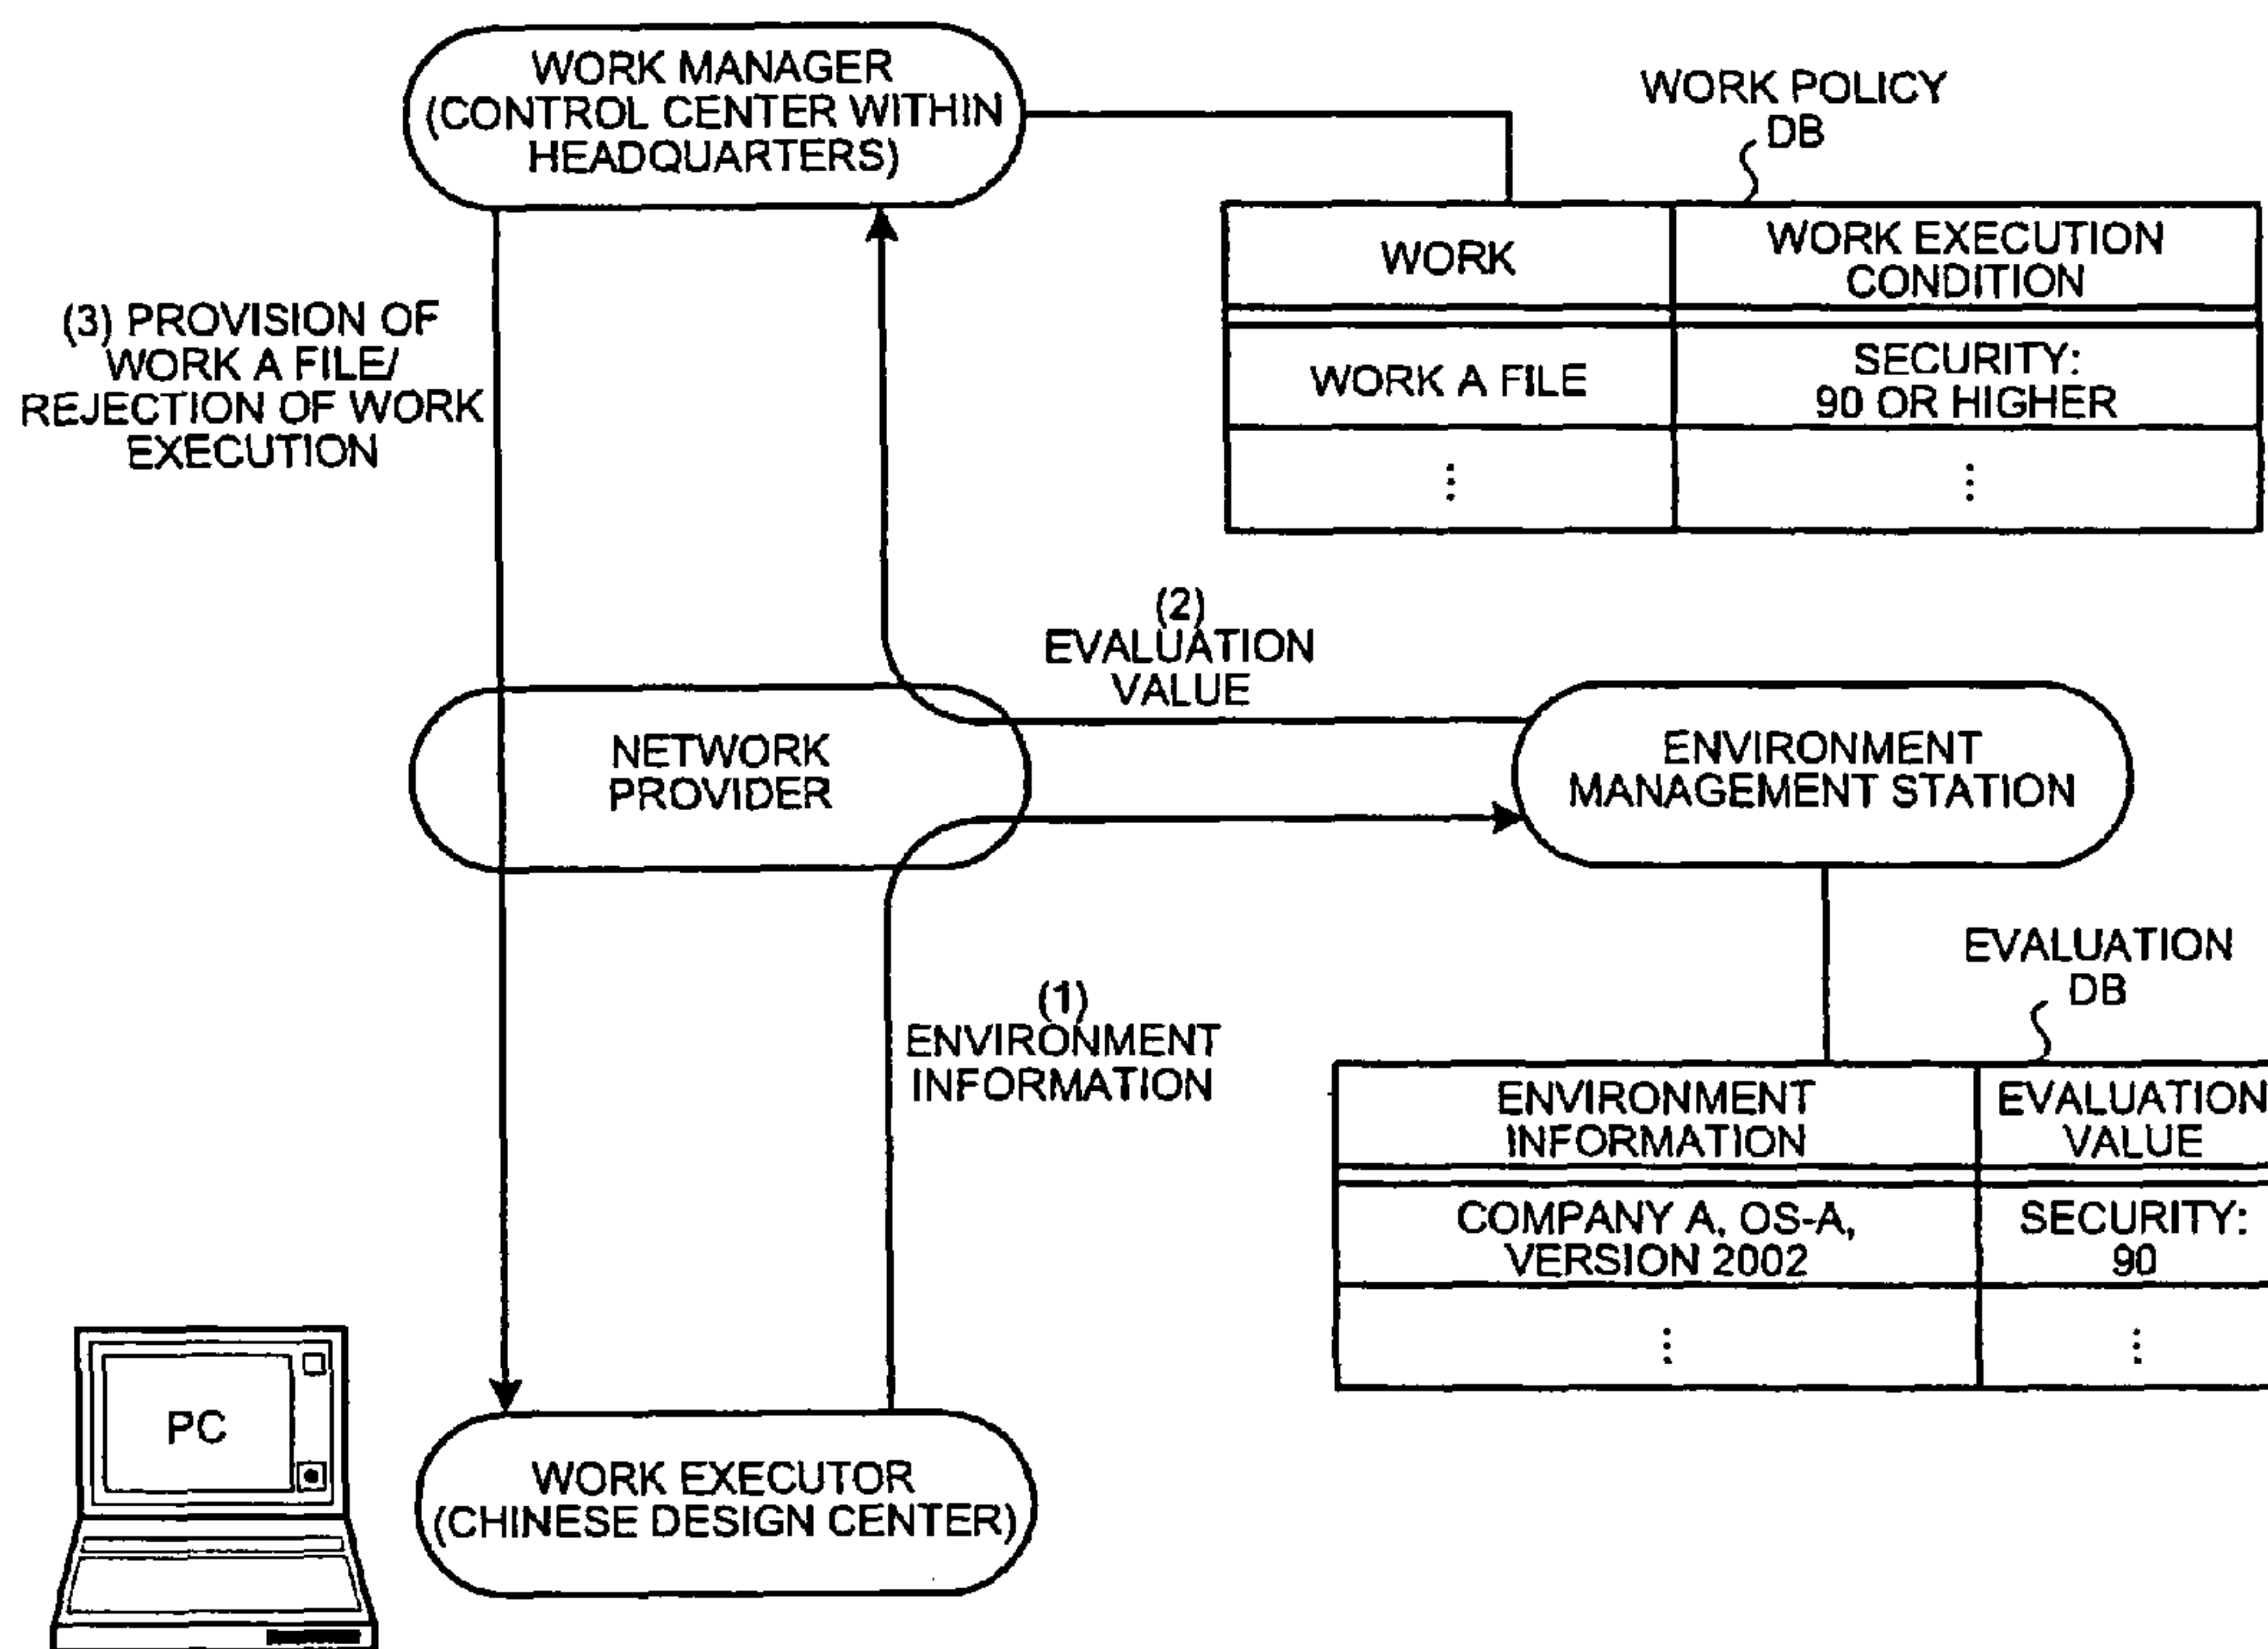 WORK MANAGER
(CONTROL CENTER WITHIN
HEADQUARTERS)
WORK POLICY
DB
WORK
WORK EXECUTION
CONDITION
WORK A FILE
SECURITY:
90 OR HIGHER
(3) PROVISION OF
WORK A FILE/
REJECTION OF WORK
EXECUTION
(2)
EVALUATION
VALUE
NETWORK
PROVIDER
ENVIRONMENT
MANAGEMENT STATION
(1)
ENVIRONMENT
INFORMATION
EVALUATION
DB
ENVIRONMENT
INFORMATION
EVALUATION
VALUE
COMPANY A, OS-A,
VERSION 2002
SECURITY:
90
PC
WORK EXECUTOR
(CHINESE DESIGN CENTER)